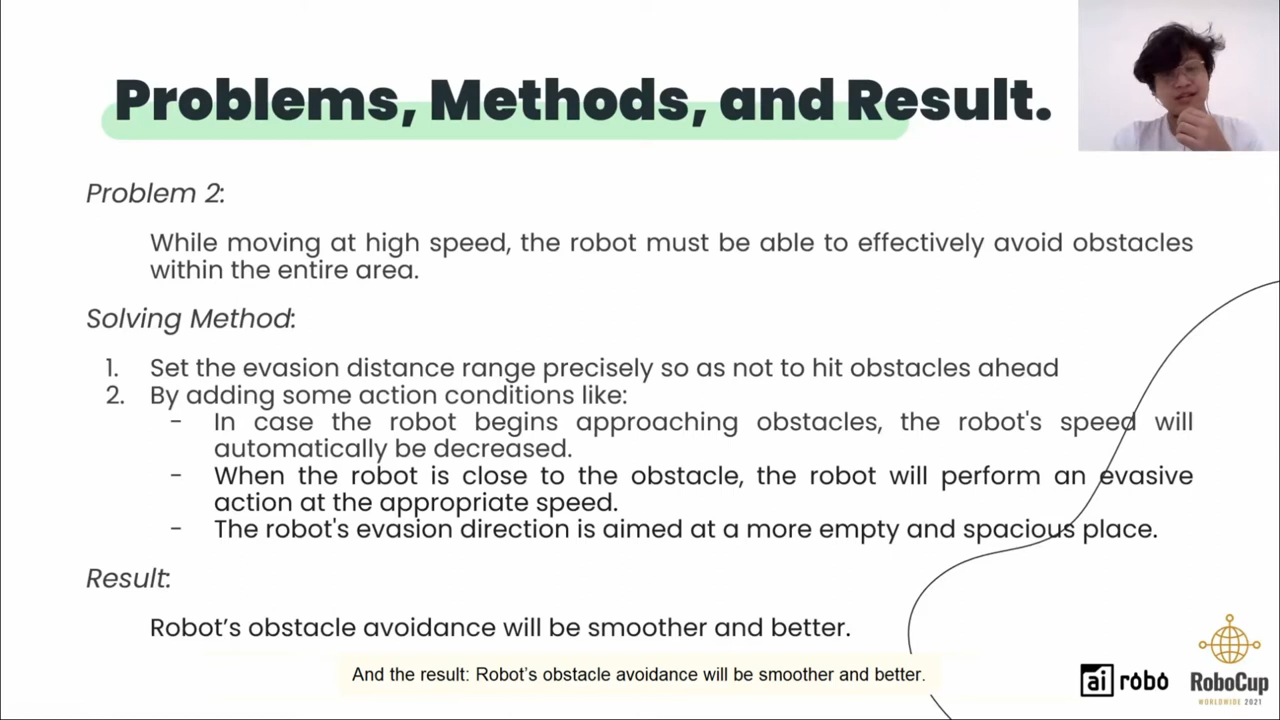 Problems, Methods, and Result.
Problem 2:
While moving at high speed, the robot must be able to effectively avoid obstacles
within the entire area.
Solving Method:
1. Set the evasion distance range precisely so as not to hit obstacles ahead
2. By adding some action conditions like:
- In case the robot begins approaching obstacles, the robot's speed will
automatically be decreased.
- When the robot is close to the obstacle, the robot will perform an evasive
action at the appropriate speed.
- The robot's evasion direction is aimed at a more empty and spacious place.
Result:
Robot’s obstacle avoidance will be smoother and better.
And the result: Robot’s obstacle avoidance will be smoother and better.
ai robo
RoboCup
WORLDWIDE 2021